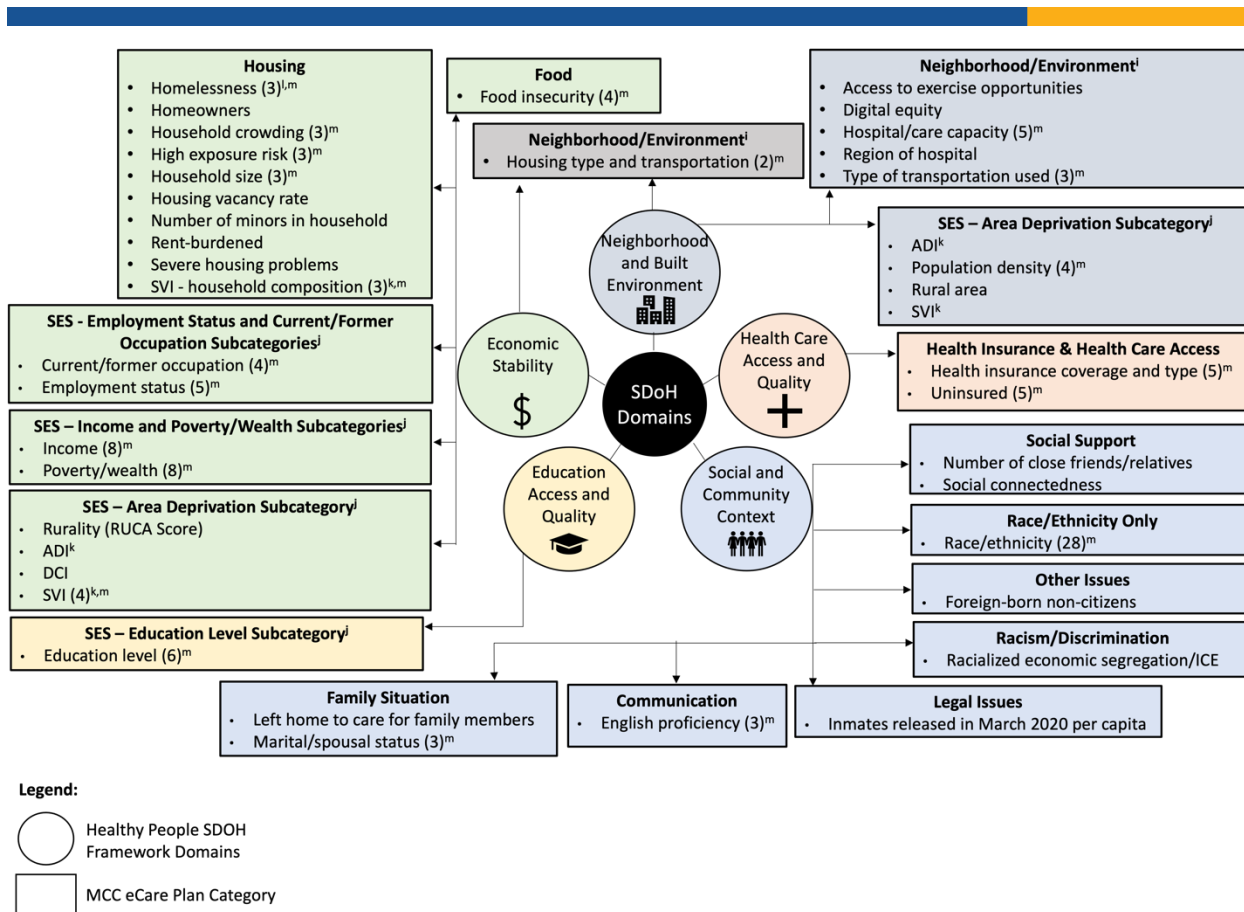 Housing
• Homelessness (3)l,m
• Homeowners
• Household crowding (3)m
• High exposure risk (3)m
• Household size (3)m
• Housing vacancy rate
• Number of minors in household
• Rent-burdened
• Severe housing problems
• SVI - household composition (3)k,m
Food
• Food insecurity (4)m
Neighborhood/Environmenti
• Housing type and transportation (2)m
Neighborhood/Environmenti
• Access to exercise opportunities
• Digital equity
• Hospital/care capacity (5)m
• Region of hospital
• Type of transportation used (3)m
SES – Area Deprivation Subcategoryj
• ADIk
• Population density (4)m
• Rural area
• SVIk
SES - Employment Status and Current/Former
Occupation Subcategoriesj
• Current/former occupation (4)m
• Employment status (5)m
SES – Income and Poverty/Wealth Subcategoriesj
• Income (8)m
• Poverty/wealth (8)m
SES – Area Deprivation Subcategoryj
• Rurality (RUCA Score)
• ADIk
• DCI
• SVI (4)k,m
SES – Education Level Subcategoryj
• Education level (6)m
Neighborhood
and Built
Environment
Economic
Stability
$
Health Care
Access and
Quality
SDoH
Domains
Education
Access and
Quality
Social and
Community
Context
Health Insurance & Health Care Access
• Health insurance coverage and type (5)m
• Uninsured (5)m
Social Support
• Number of close friends/relatives
• Social connectedness
Race/Ethnicity Only
• Race/ethnicity (28)m
Other Issues
• Foreign-born non-citizens
Racism/Discrimination
• Racialized economic segregation/ICE
Family Situation
• Left home to care for family members
• Marital/spousal status (3)m
Communication
• English proficiency (3)m
Legal Issues
• Inmates released in March 2020 per capita
Legend:
Healthy People SDOH
Framework Domains
MCC eCare Plan Category